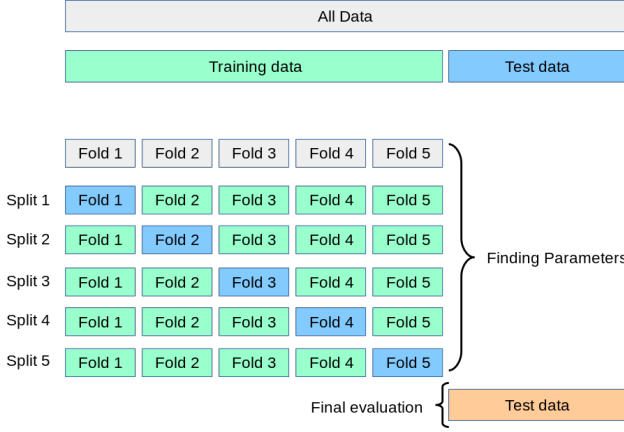 All Data
Training data Test data
Fold 1 Fold 2 Fold 3 Fold 4 Fold 5
Split 1 Fold 1 Fold 2 Fold 3 Fold 4 Fold 5
Split 2 Fold 1 Fold 2 Fold 3 Fold 4 Fold 5
Finding Parameters
Split 3 Fold 1 Fold 2 Fold 3 Fold 4 Fold 5
Split 4 Fold 1 Fold 2 Fold 3 Fold 4 Fold 5
Split 5 Fold 1 Fold 2 Fold 3 Fold 4 Fold 5
Final evaluation Test data